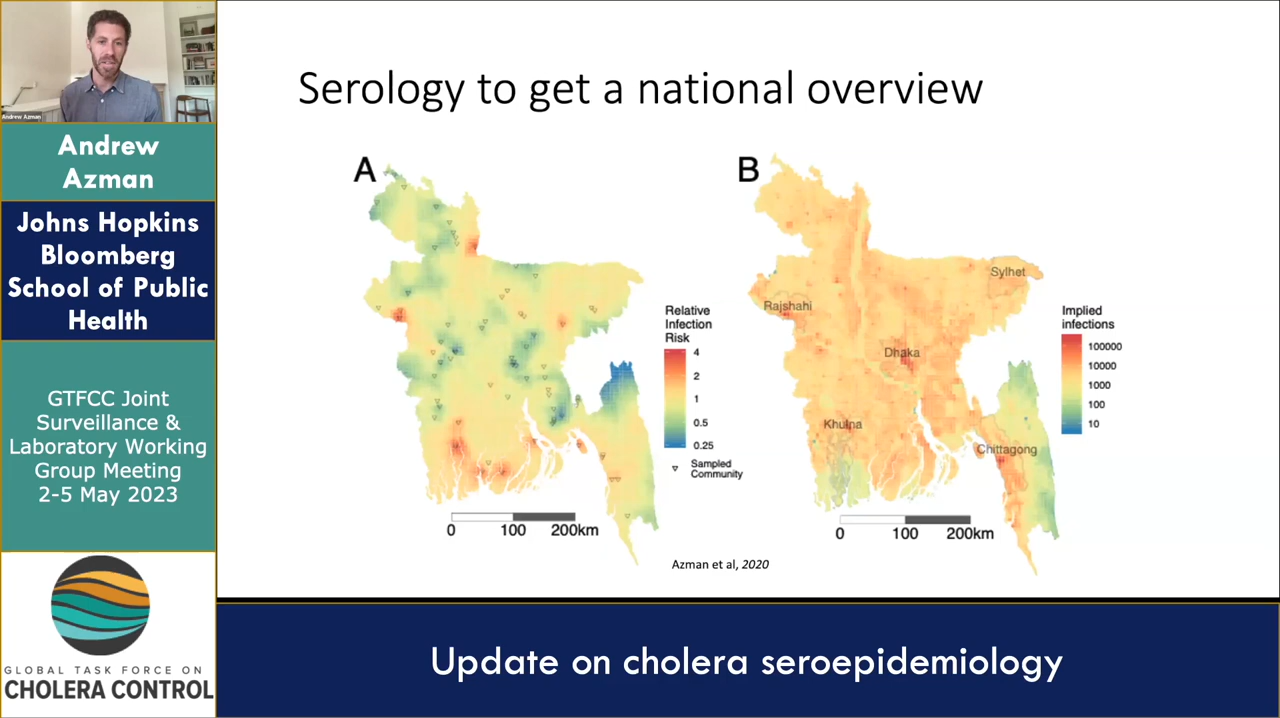 Andrew Azman
Andrew
Azman
Johns Hopkins
Bloomberg
School of Public
Health
GTFCC Joint
Surveillance &
Laboratory Working
Group Meeting
2-5 May 2023
GLOBAL TASK FORCE ON
CHOLERA CONTROL
Serology to get a national overview
A
Relative
Infection
Risk
4
2
1
0.5
0.25
Sampled
Community
0 100 200km
B
Sylhet
Rajshahi
Dhaka
Khulna
Chittagong
Implied
infections
100000
10000
1000
100
10
0 100 200km
Azman et al, 2020
Update on cholera seroepidemiology